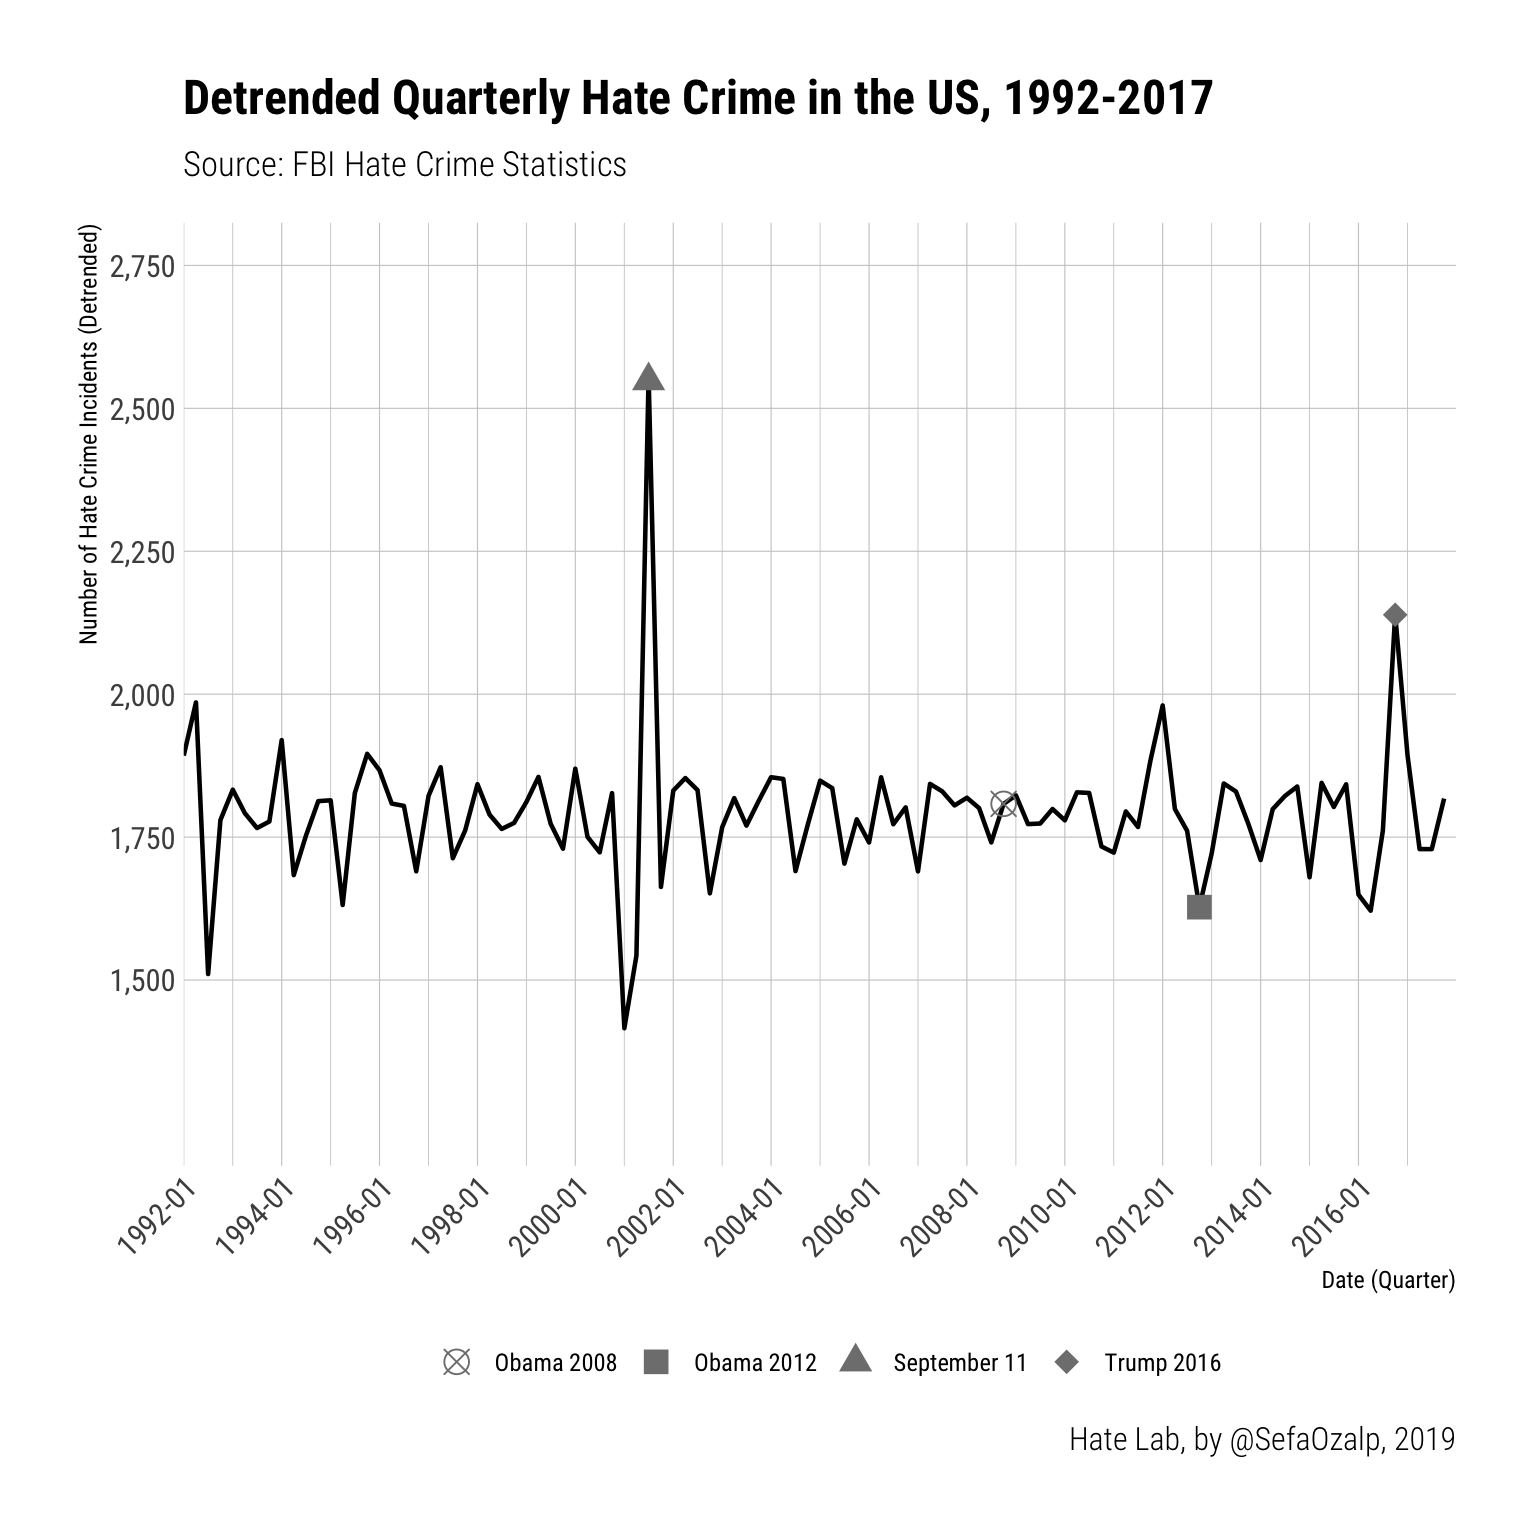 Detrended Quarterly Hate Crime in the US, 1992-2017
Source: FBI Hate Crime Statistics
Number of Hate Crime Incidents (Detrended)
2,750
2,500
2,250
2,000
1,750
1,500
1992-01
1994-01
1996-01
1998-01
2000-01
2002-01
2004-01
2006-01
2008-01
2010-01
2012-01
2014-01
2016-01
Date (Quarter)
Obama 2008
Obama 2012
September 11
Trump 2016
Hate Lab, by @SefaOzalp, 2019